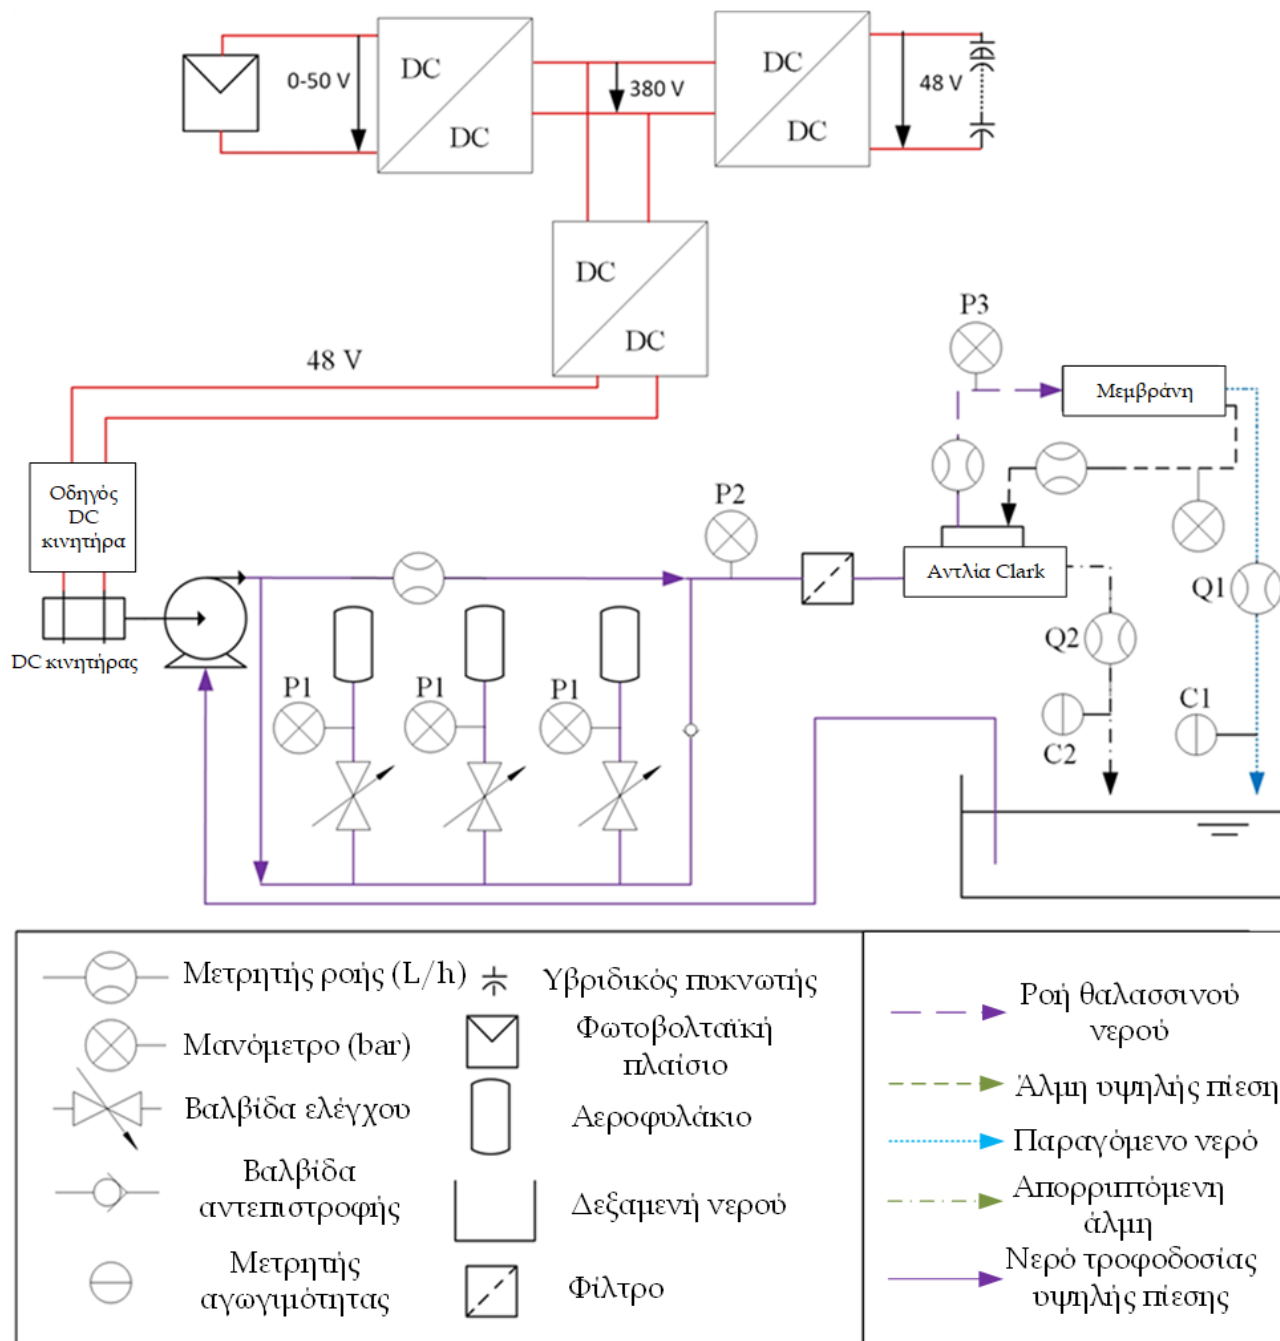 DC
DC
0-50 V
380 V
DC
DC
48 V
DC
DC
48 V
P3
Μεμβράνη
Οδηγός
DC
κινητήρα
P2
Αντλία Clark
Q1
DC κινητήρας
Q2
P1
P1
P1
C1
C2
Μετρητής ροής (L/h)
Μανόμετρο (bar)
Βαλβίδα ελέγχου
Βαλβίδα
αντεπιστροφής
Μετρητής
αγωγιμότητας
Υβριδικός πυκνωτής
Φωτοβολταϊκή
πλαίσιο
Αεροφυλάκιο
Δεξαμενή νερού
Φίλτρο
Ροή θαλασσινού
νερού
Άλμη υψηλής πίεση
Παραγόμενο νερό
Απορριπτόμενη
άλμη
Νερό τροφοδοσίας
υψηλής πίεσης